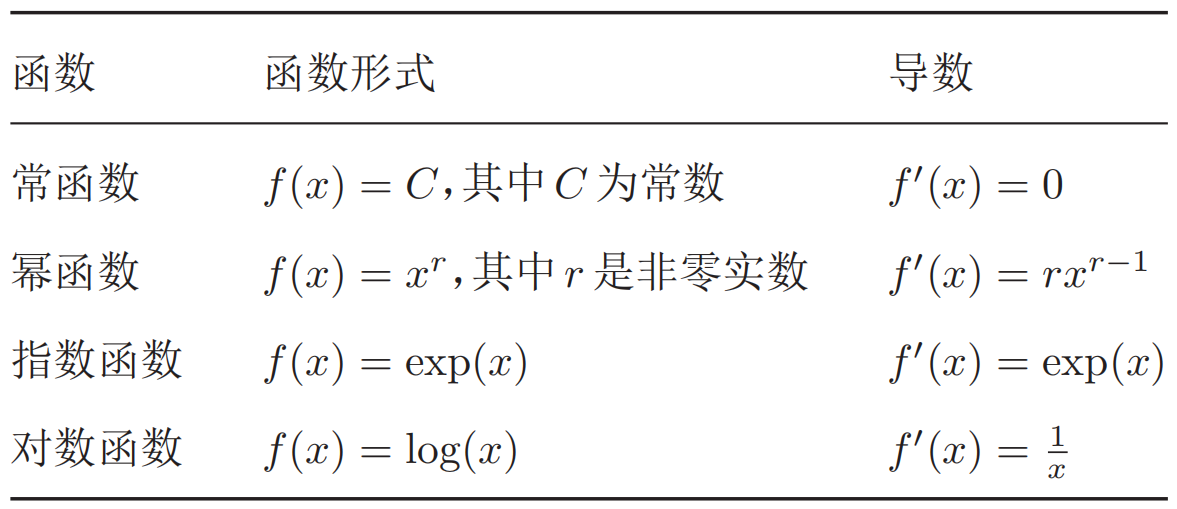 函数 函数形式 导数
常函数 f(x) = C,其中 C 为常数 f′(x) = 0
幂函数 f(x) = x^r,其中 r 是非零实数 f′(x) = rx^{r−1}
指数函数 f(x) = exp(x) f′(x) = exp(x)
对数函数 f(x) = log(x) f′(x) = \frac{1}{x}